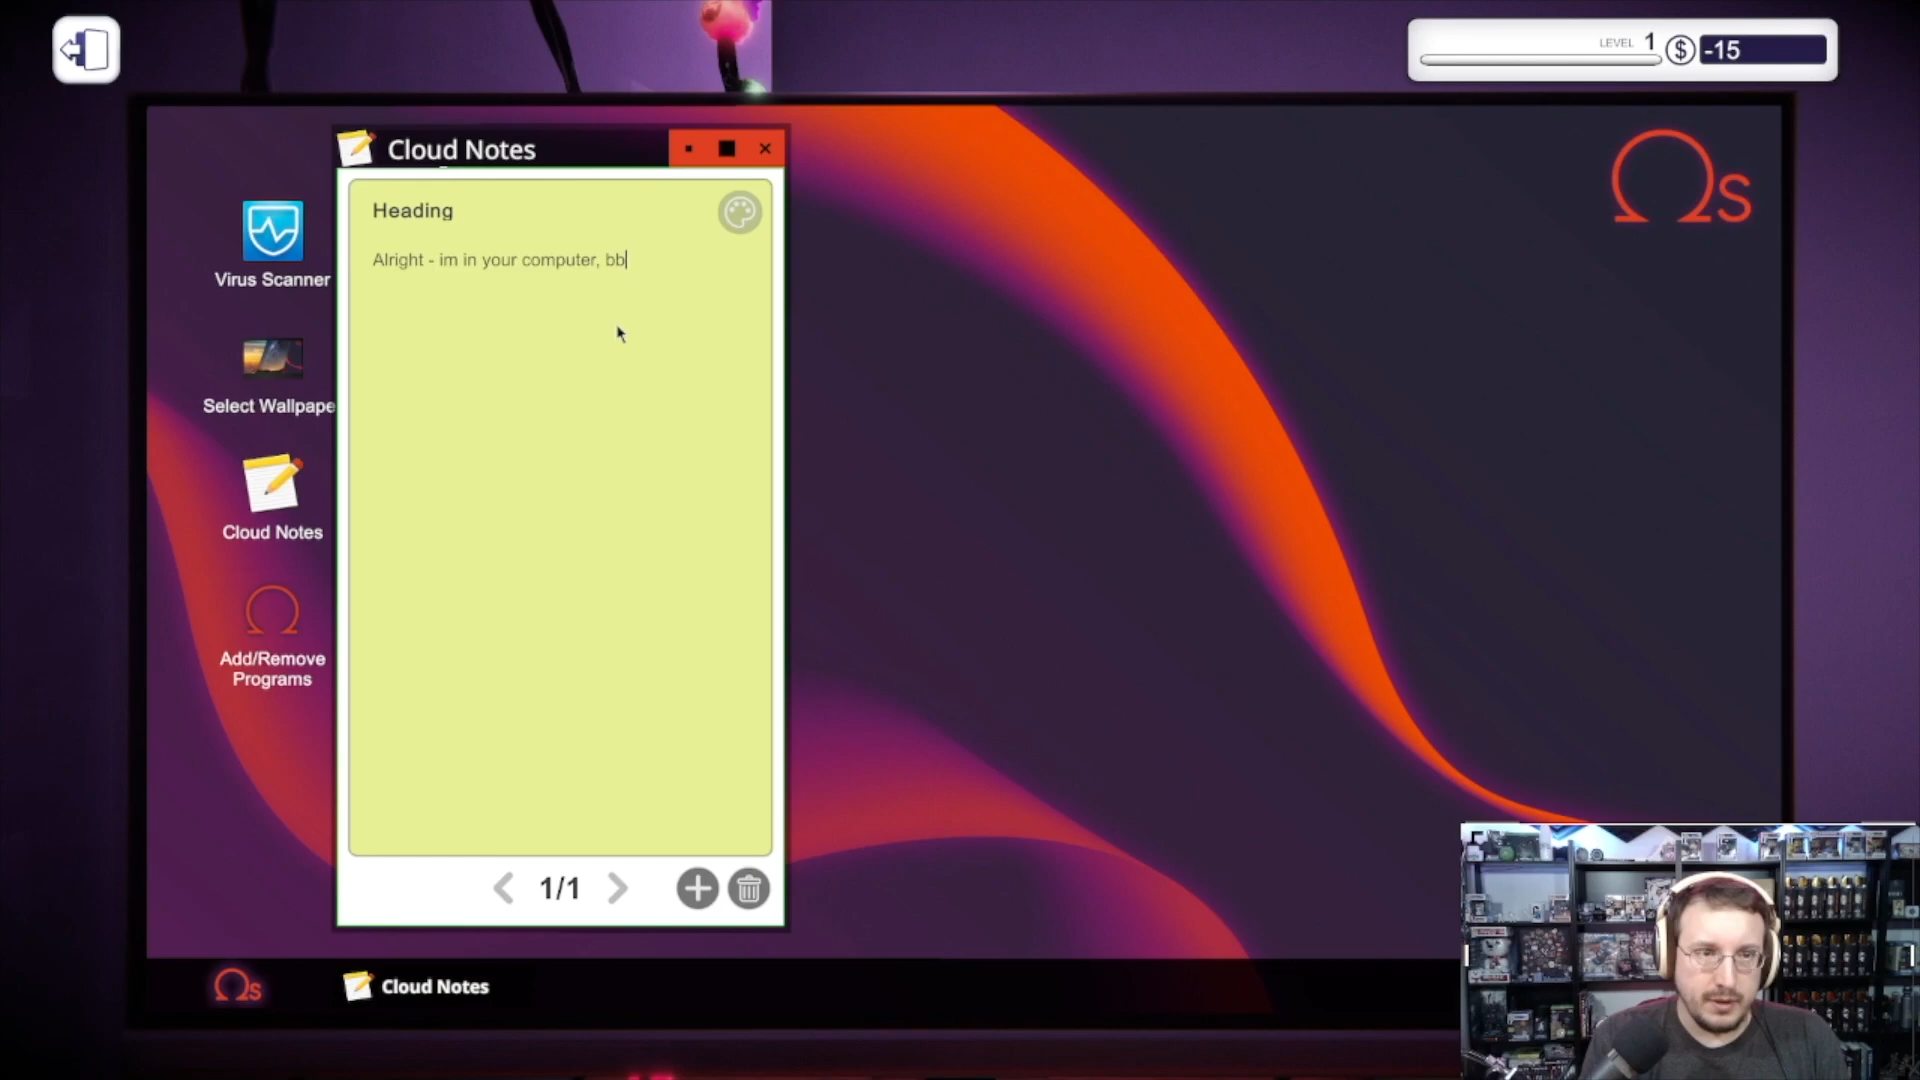 LEVEL 1
$ -15
Cloud Notes
Heading
Alright - im in your computer, bb
Virus Scanner
Select Wallpape
Cloud Notes
Add/Remove
Programs
1/1
Ωs
Ωs
Cloud Notes